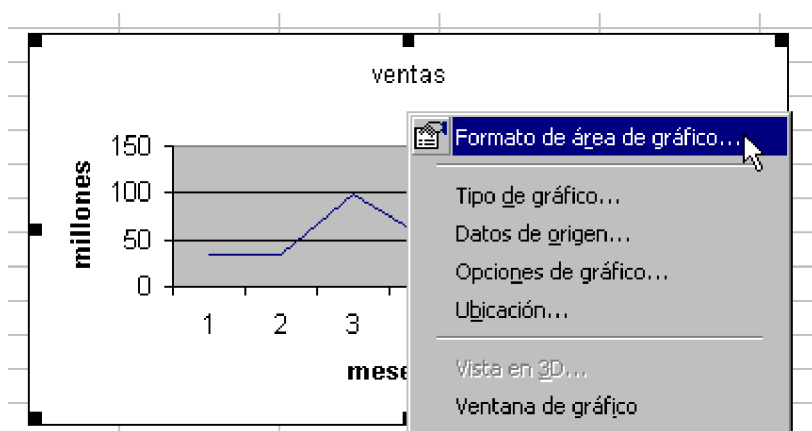 ventas
Formato de área de gráfico...
150
millones
100
50
0
1 2 3
mese
Tipo de gráfico...
Datos de origen...
Opciones de gráfico...
Ubicación...
Vista en 3D...
Ventana de gráfico